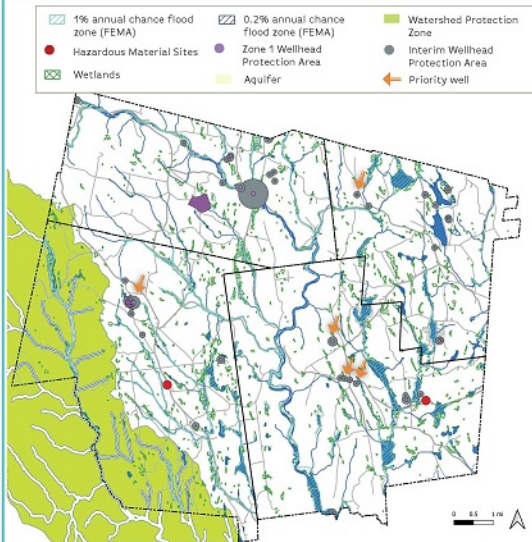 1% annual chance flood
zone (FEMA)
0.2% annual chance
flood zone (FEMA)
Watershed Protection
Zone
Hazardous Material Sites
Zone 1 Wellhead
Protection Area
Interim Wellhead
Protection Area
Wetlands
Aquifer
Priority well
0 0.5 1 mi